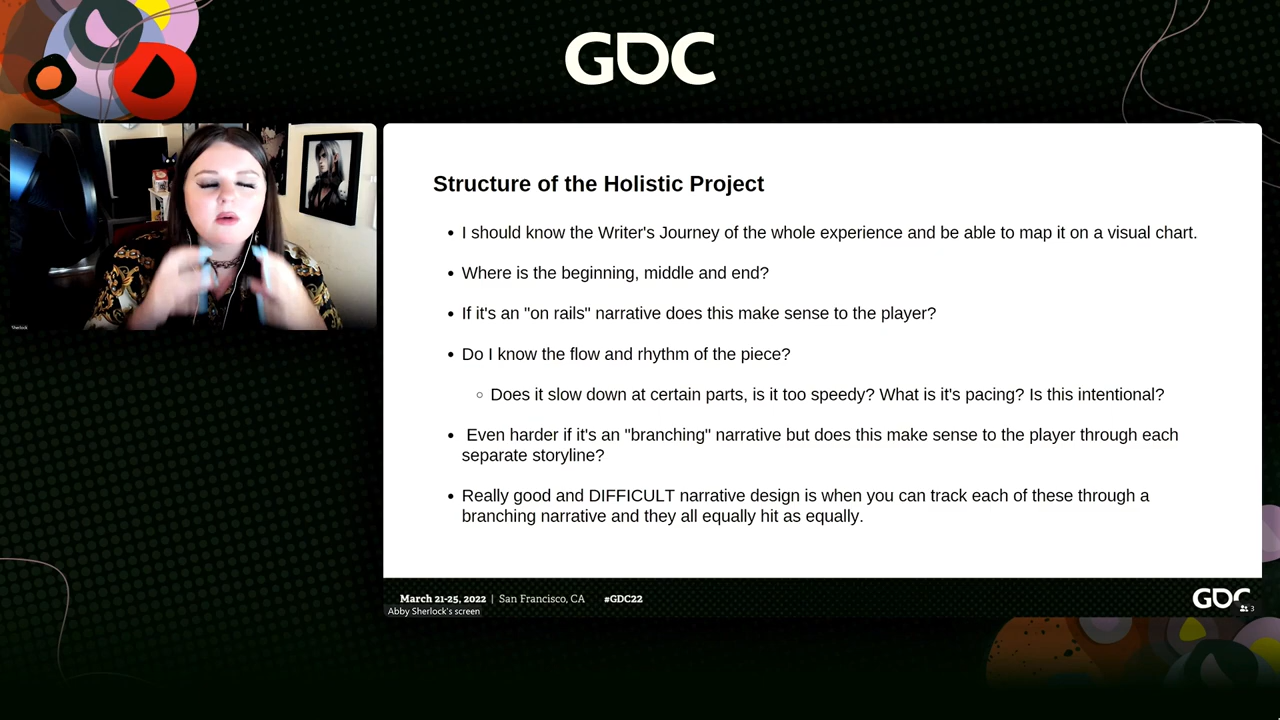 GDC
Sherlock
Structure of the Holistic Project
• I should know the Writer's Journey of the whole experience and be able to map it on a visual chart.
• Where is the beginning, middle and end?
• If it's an "on rails" narrative does this make sense to the player?
• Do I know the flow and rhythm of the piece?
○ Does it slow down at certain parts, is it too speedy? What is it's pacing? Is this intentional?
• Even harder if it's an "branching" narrative but does this make sense to the player through each
separate storyline?
• Really good and DIFFICULT narrative design is when you can track each of these through a
branching narrative and they all equally hit as equally.
March 21-25, 2022 | San Francisco, CA #GDC22
GDC
Abby Sherlock's screen
3